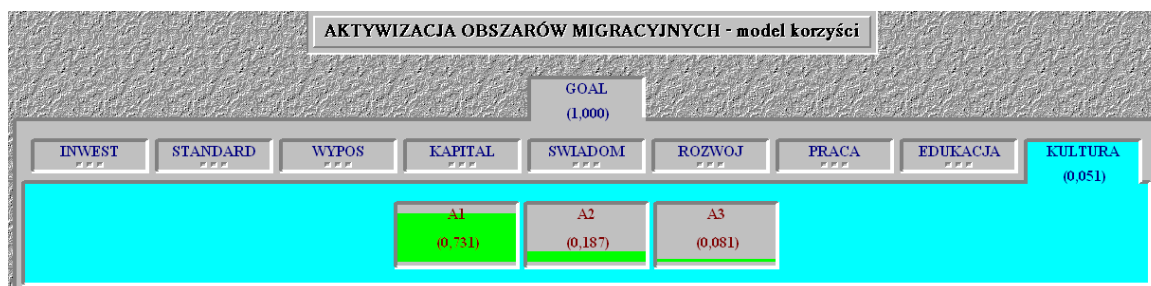 AKTYWIZACJA OBSZARÓW MIGRACYJNYCH - model korzyści
GOAL
(1,000)
INWEST STANDARD WYPOS KAPITAL SWIADOM ROZWOJ PRACA EDUKACJA KULTURA
(0,051)
A1 A2 A3
(0,731) (0,187) (0,081)